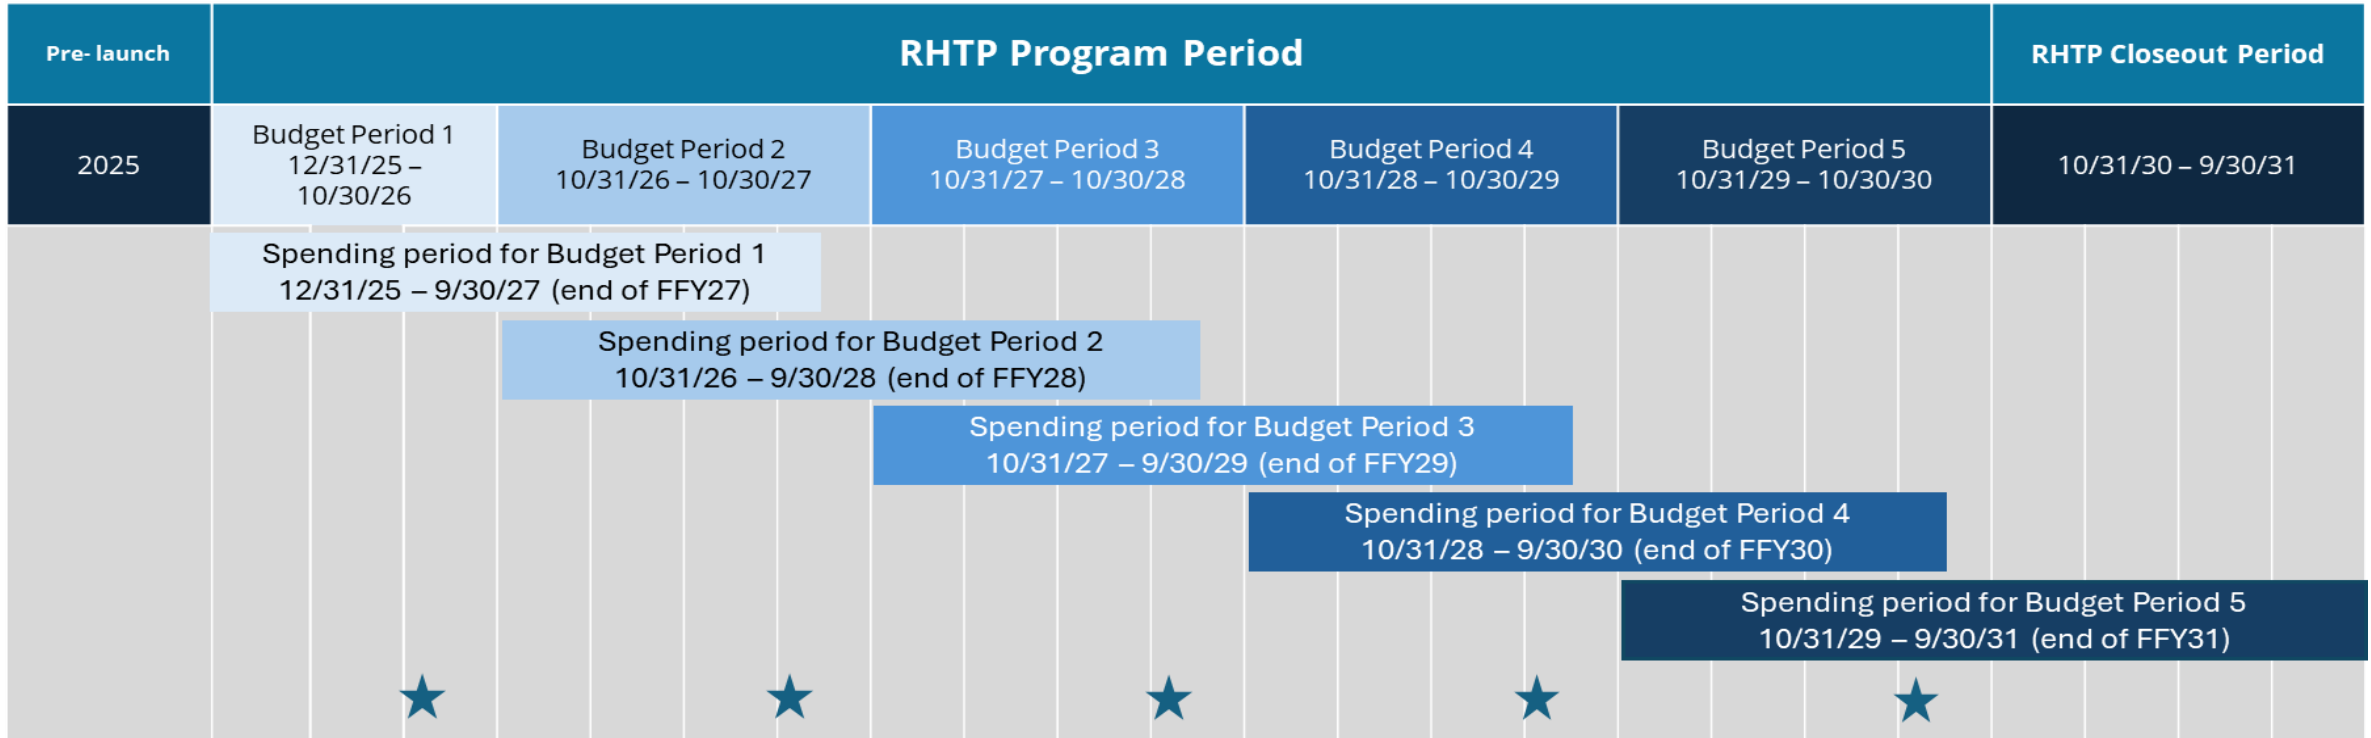 Pre- launch
RHTP Program Period
RHTP Closeout Period
2025
Budget Period 1
12/31/25 –
10/30/26
Budget Period 2
10/31/26 – 10/30/27
Budget Period 3
10/31/27 – 10/30/28
Budget Period 4
10/31/28 – 10/30/29
Budget Period 5
10/31/29 – 10/30/30
10/31/30 – 9/30/31
Spending period for Budget Period 1
12/31/25 – 9/30/27 (end of FFY27)
Spending period for Budget Period 2
10/31/26 – 9/30/28 (end of FFY28)
Spending period for Budget Period 3
10/31/27 – 9/30/29 (end of FFY29)
Spending period for Budget Period 4
10/31/28 – 9/30/30 (end of FFY30)
Spending period for Budget Period 5
10/31/29 – 9/30/31 (end of FFY31)